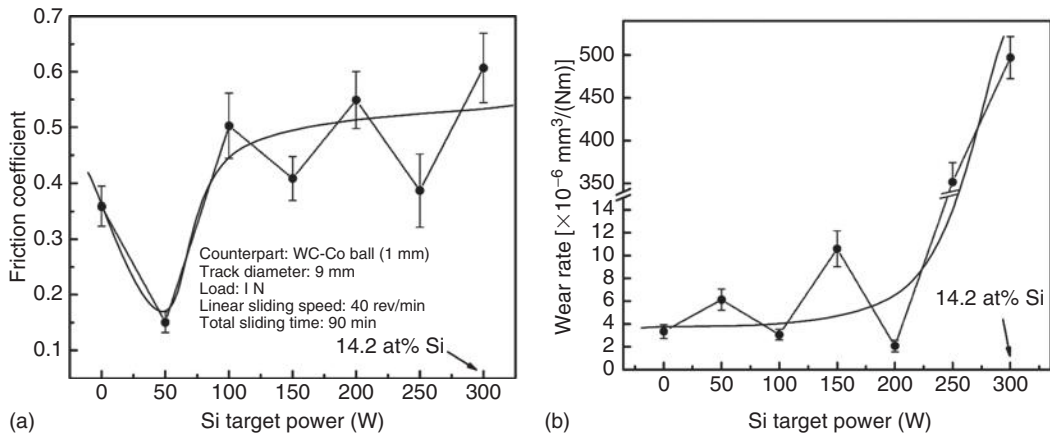 0.7
0.6
0.5
0.4
0.3
0.2
0.1
Friction coefficient
Counterpart: WC-Co ball (1 mm)
Track diameter: 9 mm
Load: I N
Linear sliding speed: 40 rev/min
Total sliding time: 90 min
14.2 at% Si
0 50 100 150 200 250 300
Si target power (W)
(a)
500
450
400
350
14
12
10
8
6
4
2
0
Wear rate [×10⁻⁶ mm³/(Nm)]
14.2 at% Si
0 50 100 150 200 250 300
Si target power (W)
(b)